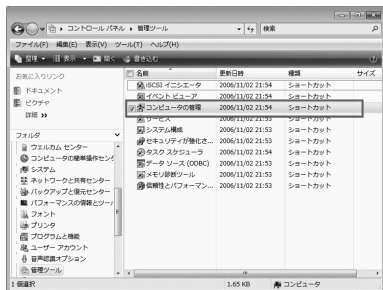 コントロール パネル ▸ 管理ツール 検索
ファイル(F) 編集(E) 表示(V) ツール(T) ヘルプ(H)
整理 表示 開く 書き込む
お気に入りリンク
ドキュメント
ピクチャ
詳細 »
フォルダ
ウエルカム センター
コンピュータの簡単操作センタ
システム
ネットワークと共有センター
バックアップと復元センター
パフォーマンスの情報とツール
フォント
プリンタ
プログラムと機能
ユーザー アカウント
音声認識オプション
管理ツール
名前 更新日時 種類 サイズ
iSCSI イニシエータ 2006/11/02 21:54 ショートカット
イベント ビューア 2006/11/02 21:54 ショートカット
コンピュータの管理 2006/11/02 21:54 ショートカット
サービス 2006/11/02 21:54 ショートカット
システム構成 2006/11/02 21:53 ショートカット
セキュリティが強化さ... 2006/11/02 21:53 ショートカット
タスク スケジューラ 2006/11/02 21:54 ショートカット
データ ソース (ODBC) 2006/11/02 21:53 ショートカット
メモリ診断ツール 2006/11/02 21:53 ショートカット
信頼性とパフォーマン... 2006/11/02 21:53 ショートカット
1 個選択 1.65 KB コンピュータ